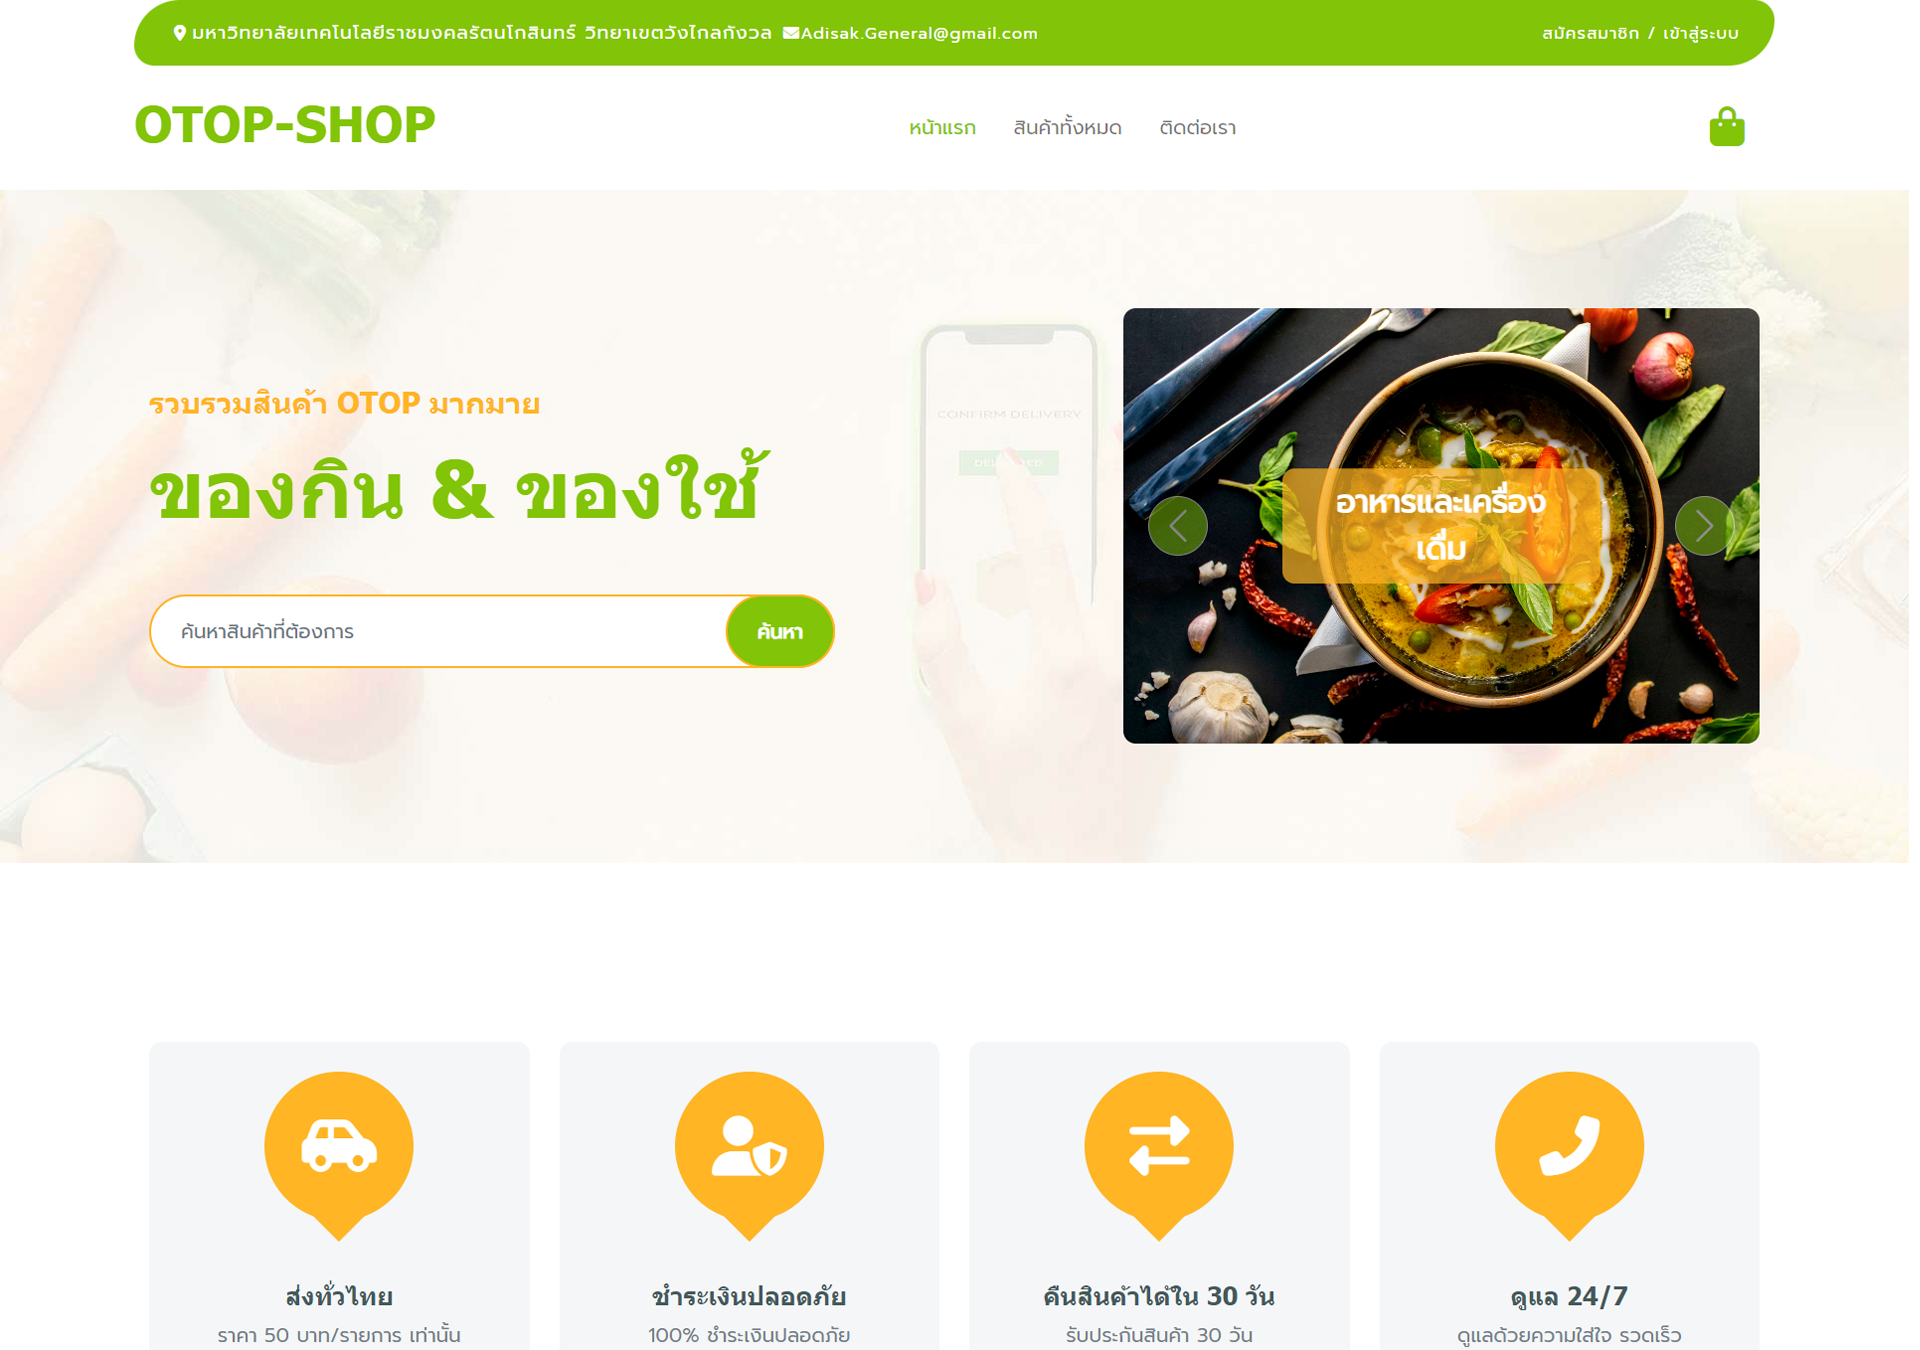 มหาวิทยาลัยเทคโนโลยีราชมงคลรัตนโกสินทร์ วิทยาเขตวังไกลกังวล Adisak.General@gmail.com
สมัครสมาชิก / เข้าสู่ระบบ
OTOP-SHOP
หน้าแรก สินค้าทั้งหมด ติดต่อเรา
รวบรวมสินค้า OTOP มากมาย
ของกิน & ของใช้
ค้นหาสินค้าที่ต้องการ
ค้นหา
CONFIRM DELIVERY
อาหารและเครื่อง
เดื่ม
ส่งทั่วไทย
ราคา 50 บาท/รายการ เท่านั้น
ชำระเงินปลอดภัย
100% ชำระเงินปลอดภัย
คืนสินค้าได้ใน 30 วัน
รับประกันสินค้า 30 วัน
ดูแล 24/7
ดูแลด้วยความใส่ใจ รวดเร็ว